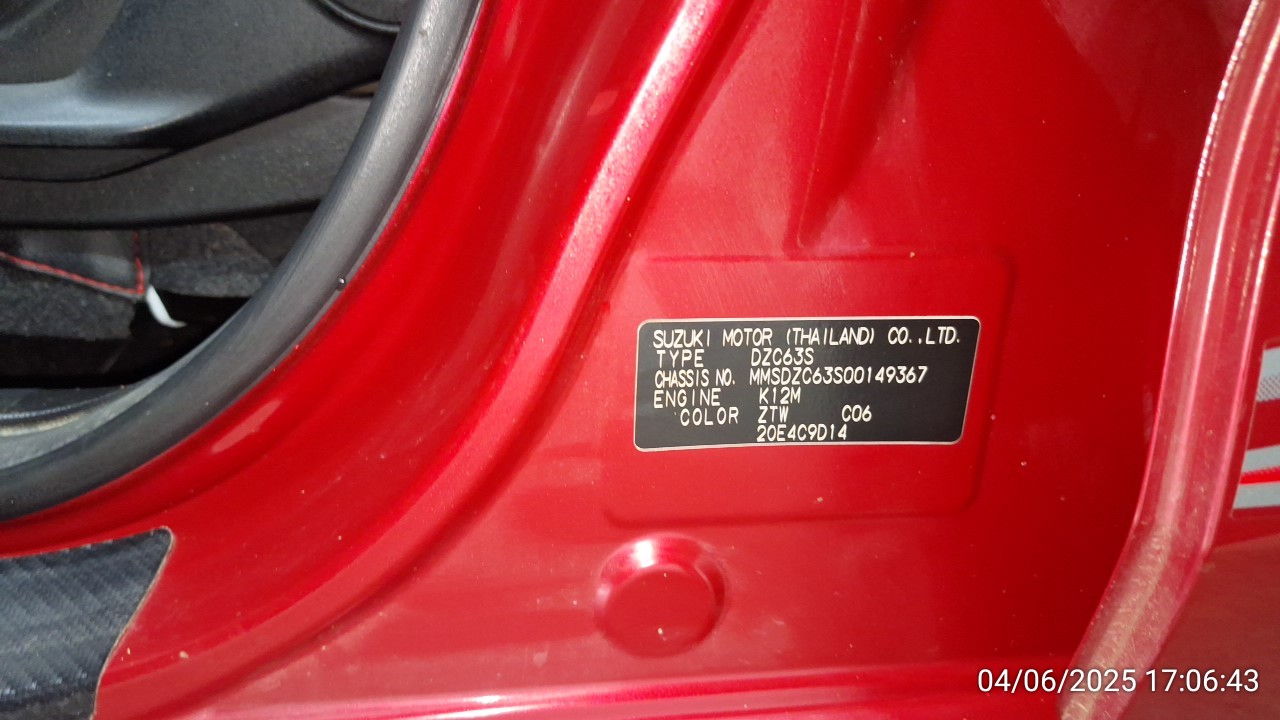 SUZUKI MOTOR (THAILAND) CO.,LTD.
TYPE DZC63S
CHASSIS NO. MMSDZC63S00149367
ENGINE K12M
COLOR ZTW C06
20E4C9D14
04/06/2025 17:06:43